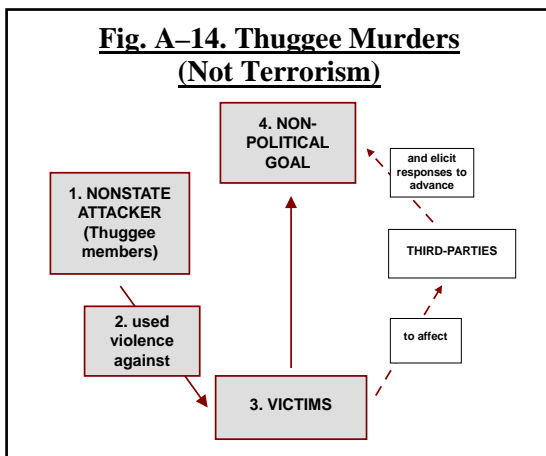 Fig. A–14. Thuggee Murders
(Not Terrorism)
4. NON-
POLITICAL
GOAL
and elicit
responses to
advance
1. NONSTATE
ATTACKER
(Thuggee
members)
THIRD-PARTIES
2. used
violence
against
to affect
3. VICTIMS